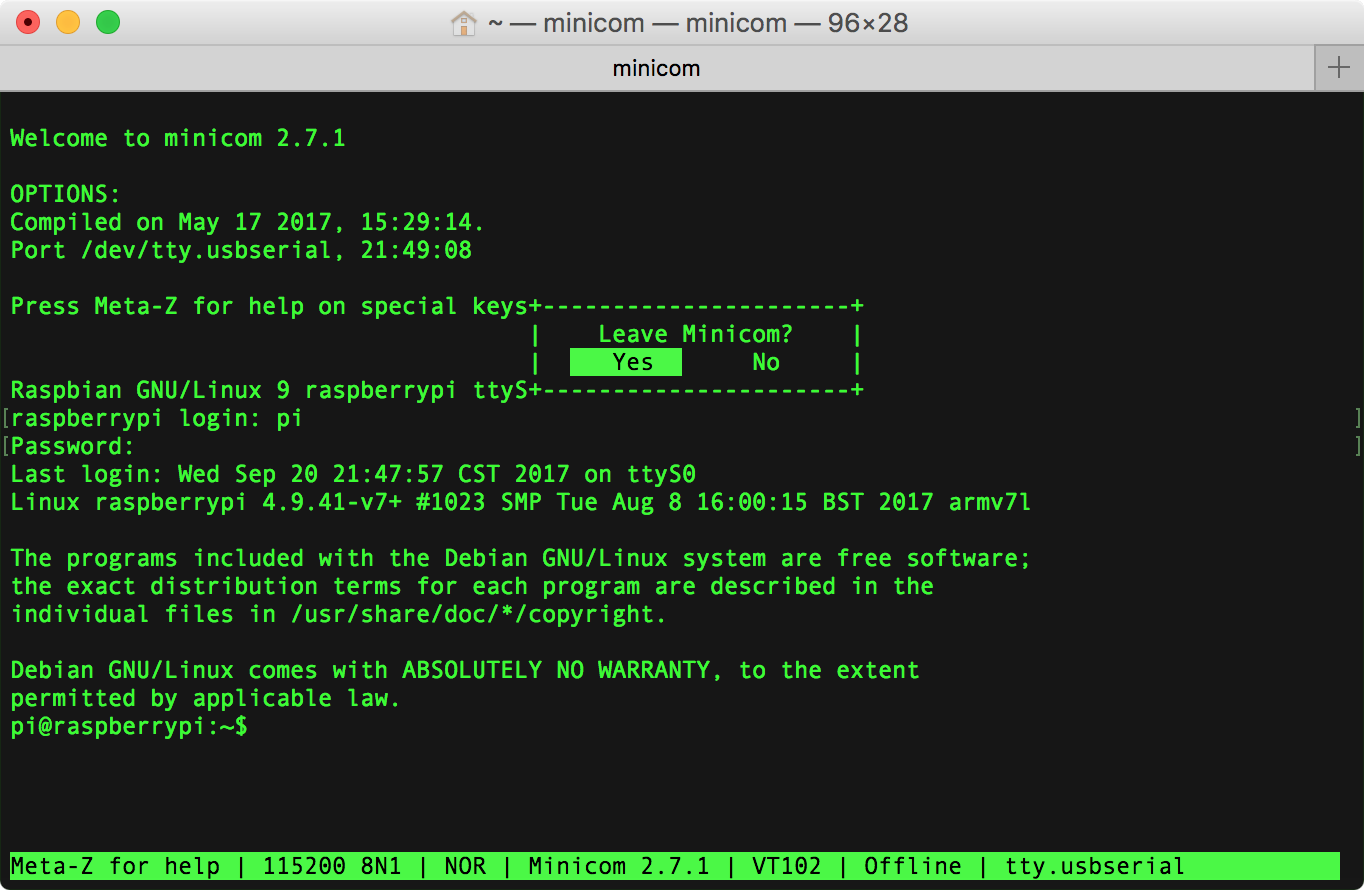 ~ — minicom — minicom — 96×28
minicom
Welcome to minicom 2.7.1
OPTIONS:
Compiled on May 17 2017, 15:29:14.
Port /dev/tty.usbserial, 21:49:08
Press Meta-Z for help on special keys+----------------------+
|    Leave Minicom?    |
|     Yes       No     |
Raspbian GNU/Linux 9 raspberrypi ttyS+----------------------+
[raspberrypi login: pi ]
[Password: ]
Last login: Wed Sep 20 21:47:57 CST 2017 on ttyS0
Linux raspberrypi 4.9.41-v7+ #1023 SMP Tue Aug 8 16:00:15 BST 2017 armv7l
The programs included with the Debian GNU/Linux system are free software;
the exact distribution terms for each program are described in the
individual files in /usr/share/doc/*/copyright.
Debian GNU/Linux comes with ABSOLUTELY NO WARRANTY, to the extent
permitted by applicable law.
pi@raspberrypi:~$
Meta-Z for help | 115200 8N1 | NOR | Minicom 2.7.1 | VT102 | Offline | tty.usbserial